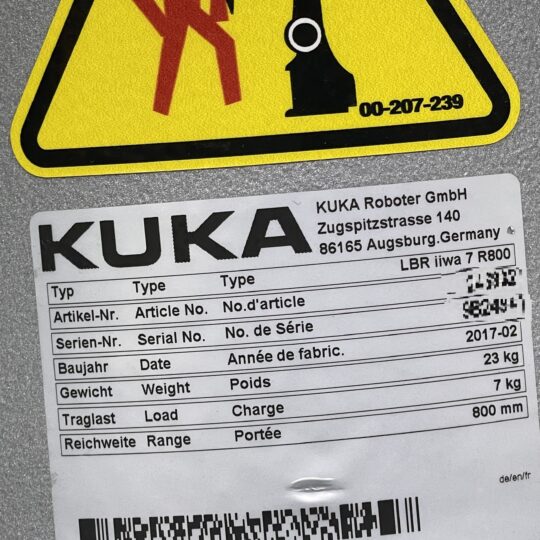 00-207-239
KUKA
KUKA Roboter GmbH
Zugspitzstrasse 140
86165 Augsburg.Germany
Typ Type Type LBR iiwa 7 R800
Artikel-Nr. Article No. No.d'article
Serien-Nr. Serial No. No. de Série
Baujahr Date Année de fabric. 2017-02
Gewicht Weight Poids 23 kg
Traglast Load Charge 7 kg
Reichweite Range Portée 800 mm
de/en/fr